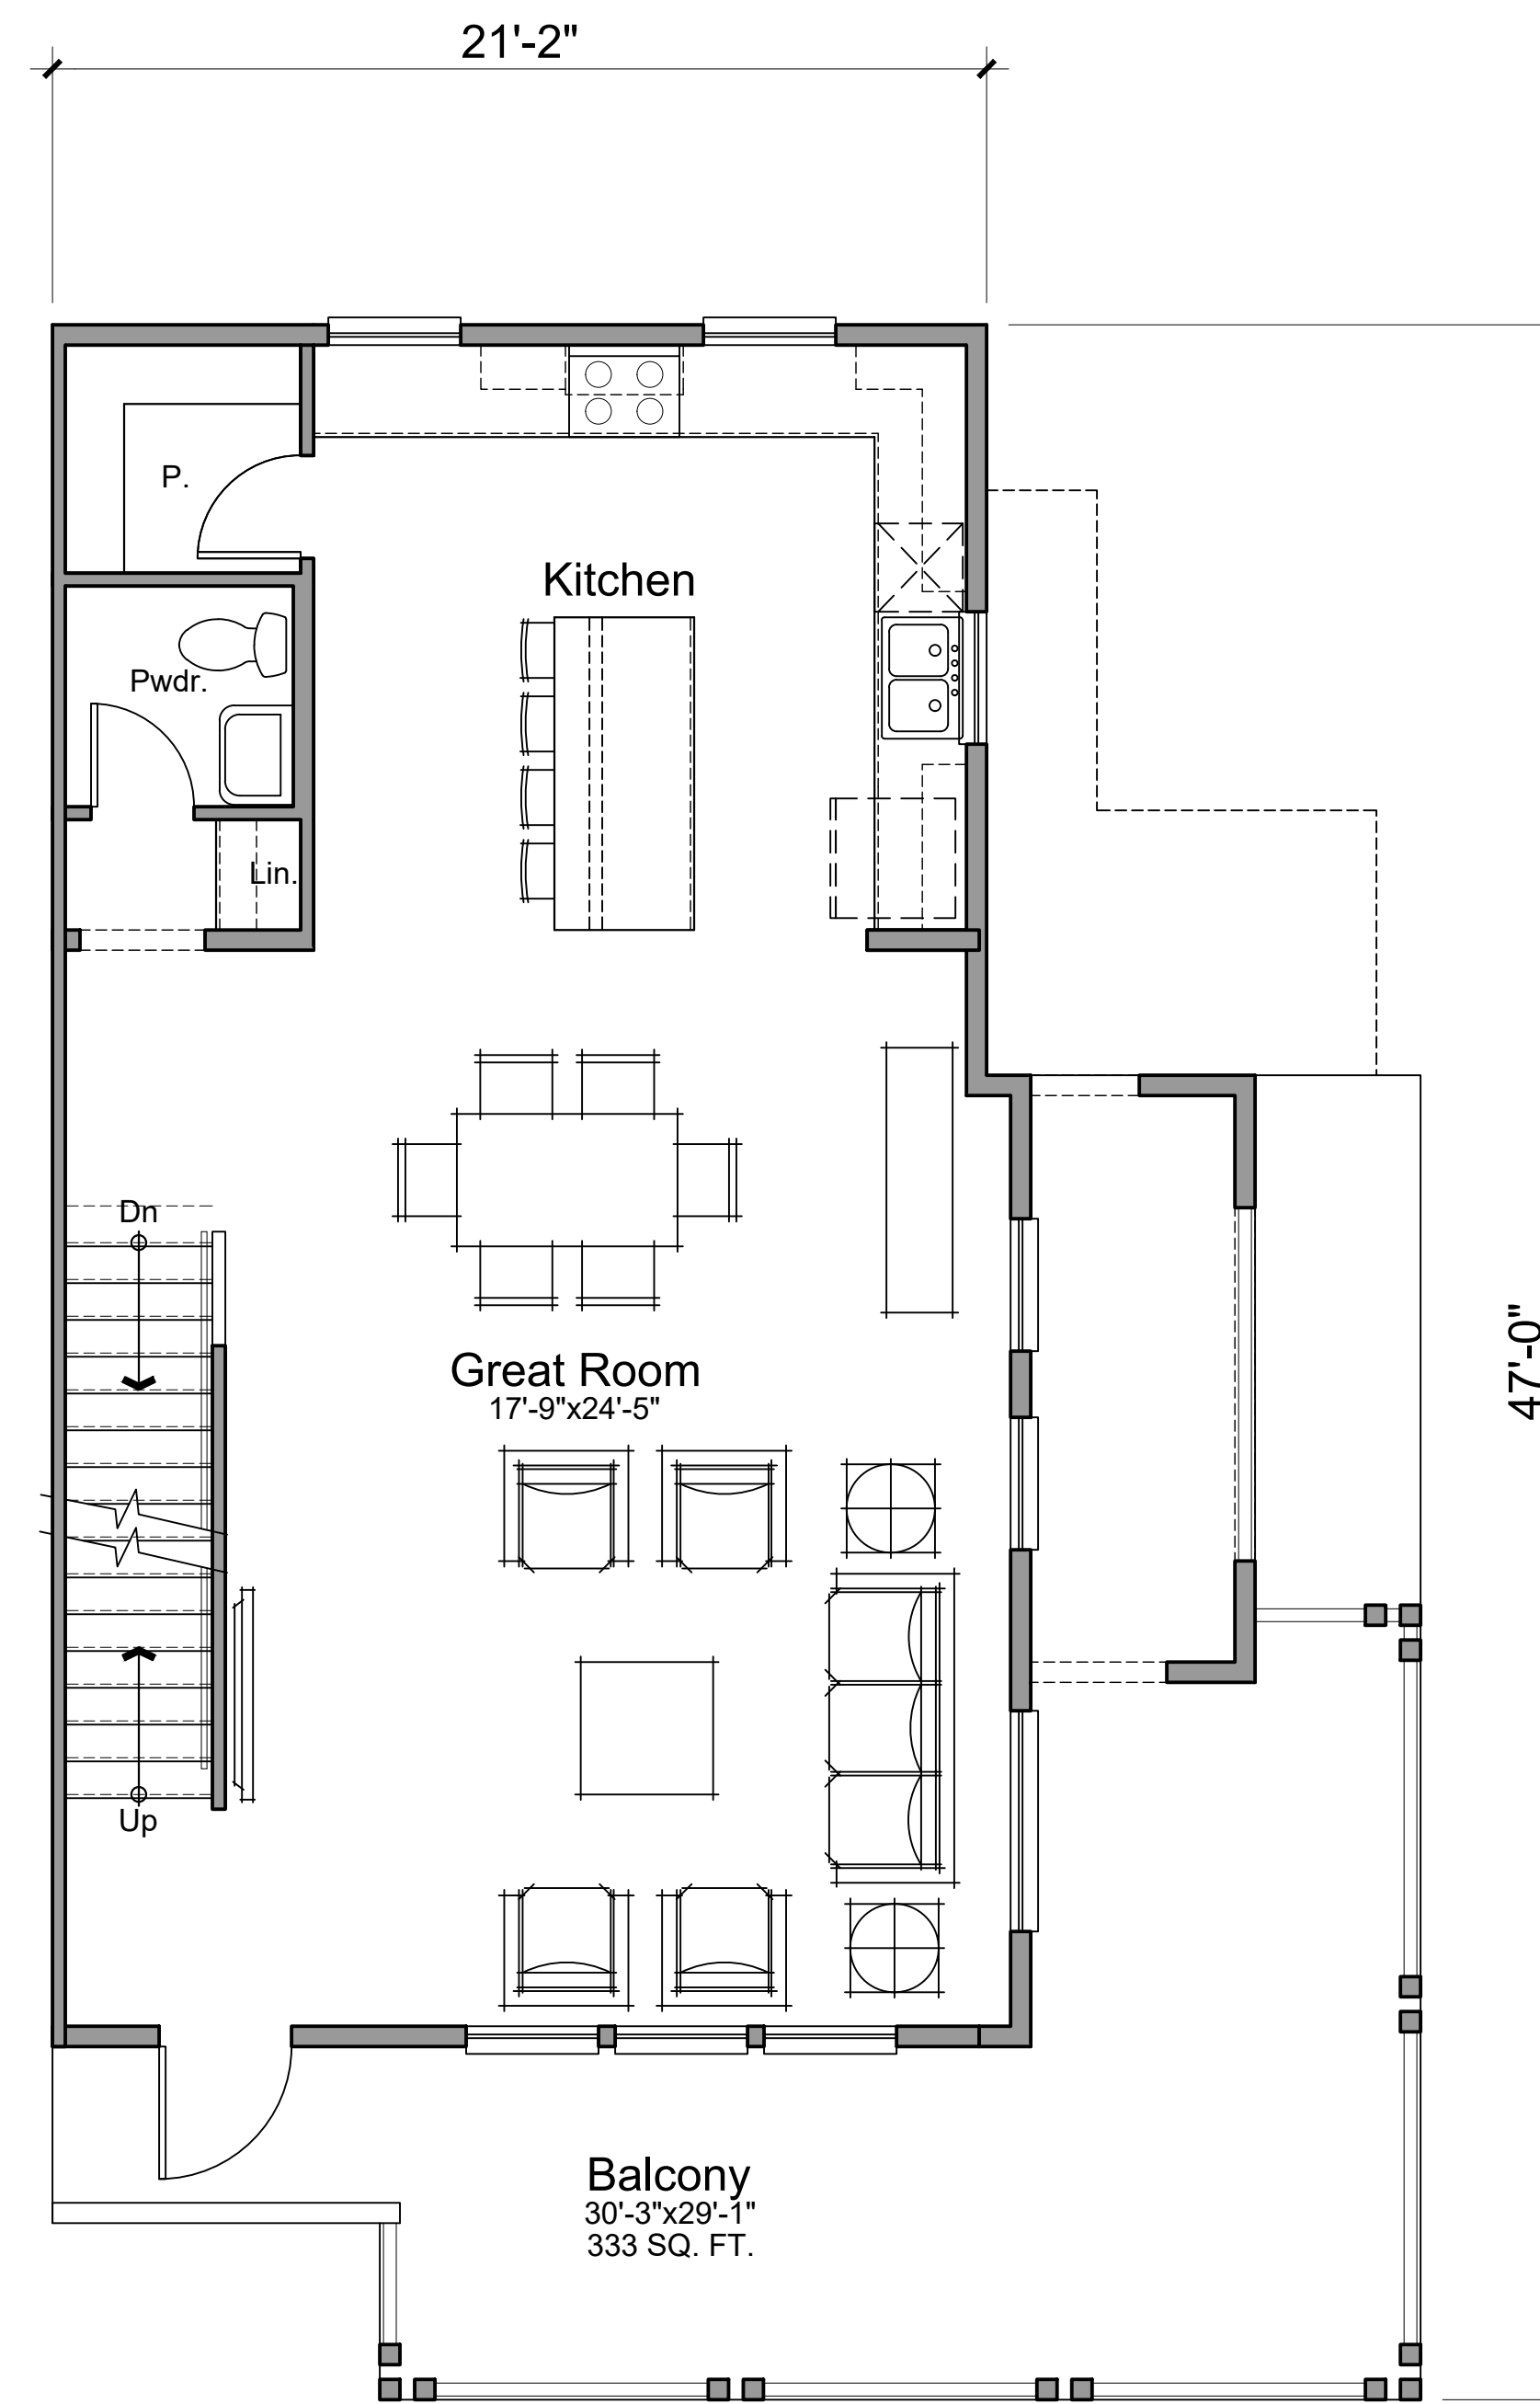 21'-2"
P.
Kitchen
Pwdr.
Lin.
Dn
47'-0"
Great Room
17'-9"x24'-5"
Up
Balcony
30'-3"x29'-1"
333 SQ. FT.